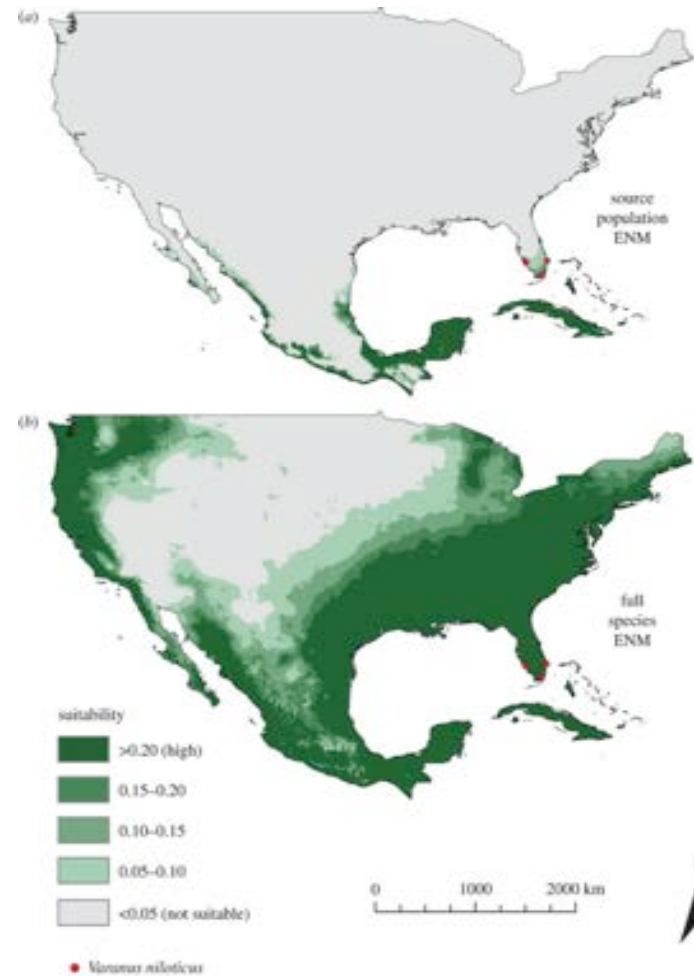 (a)
source
population
ENM
(b)
full
species
ENM
suitability
>0.20 (high)
0.15–0.20
0.10–0.15
0.05–0.10
<0.05 (not suitable)
0 1000 2000 km
Varanus niloticus